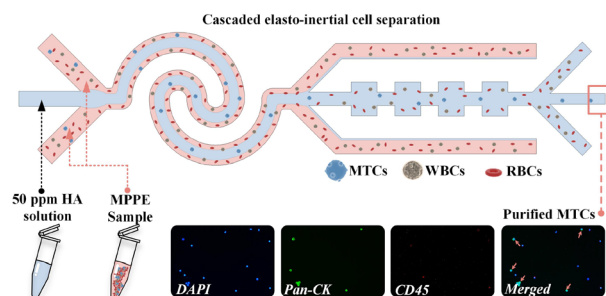 Cascaded elasto-inertial cell separation
MTCs WBCs RBCs
50 ppm HA
solution
MPPE
Sample
Purified MTCs
DAPI
Pan-CK
CD45
Merged